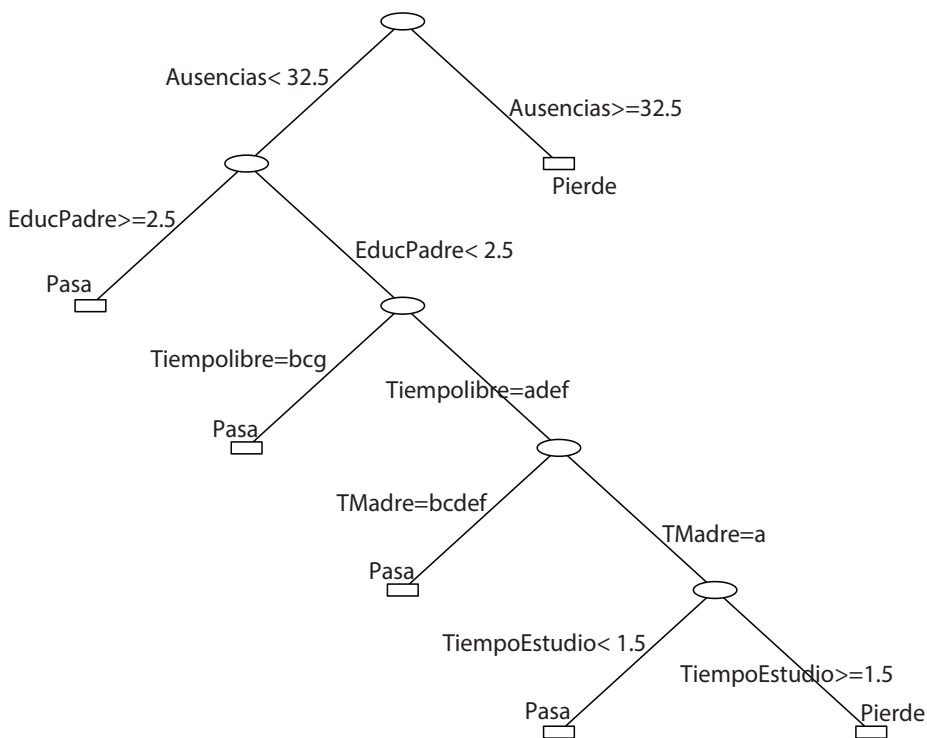 Ausencias< 32.5
Ausencias>=32.5
Pierde
EducPadre>=2.5
EducPadre< 2.5
Pasa
Tiempolibre=bcg
Tiempolibre=adef
Pasa
TMadre=bcdef
TMadre=a
Pasa
TiempoEstudio< 1.5
TiempoEstudio>=1.5
Pasa
Pierde